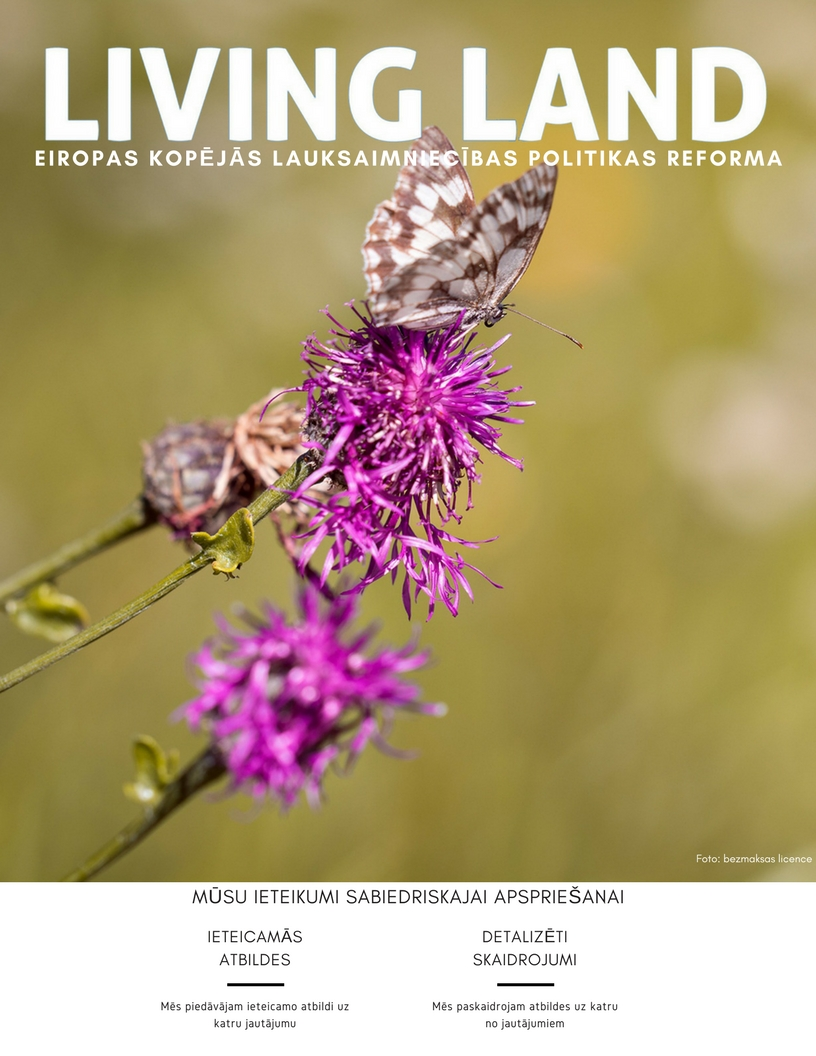 LIVING LAND
EIROPAS KOPĒJĀS LAUKSAIMNIECĪBAS POLITIKAS REFORMA
Foto: bezmaksas licence
MŪSU IETEIKUMI SABIEDRISKAJAI APSPRIEŠANAI
IETEICAMĀS
ATBILDES
Mēs piedāvājam ieteicamo atbildi uz
katru jautājumu
DETALIZĒTI
SKAIDROJUMI
Mēs paskaidrojam atbildes uz katru
no jautājumiem